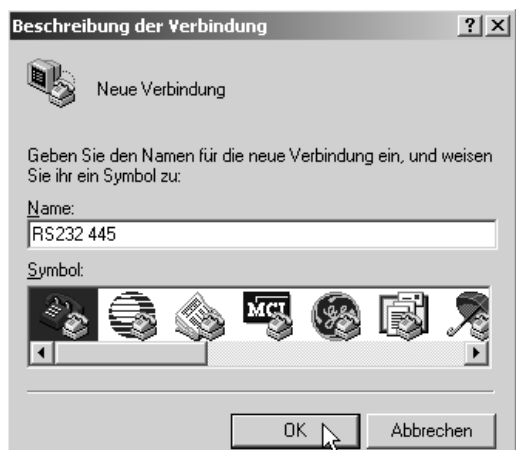 Beschreibung der Verbindung
Neue Verbindung
Geben Sie den Namen für die neue Verbindung ein, und weisen
Sie ihr ein Symbol zu:
Name:
RS232 445
Symbol:
MCI
OK
Abbrechen